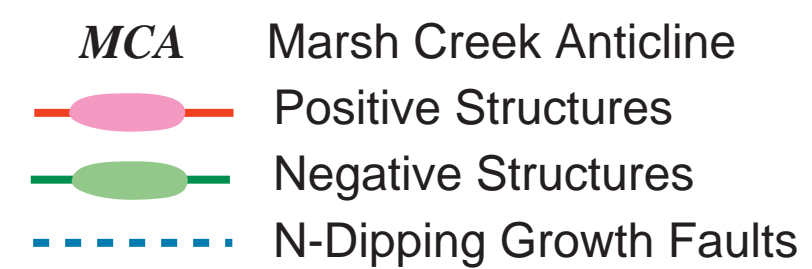 MCA Marsh Creek Anticline
Positive Structures
Negative Structures
N-Dipping Growth Faults